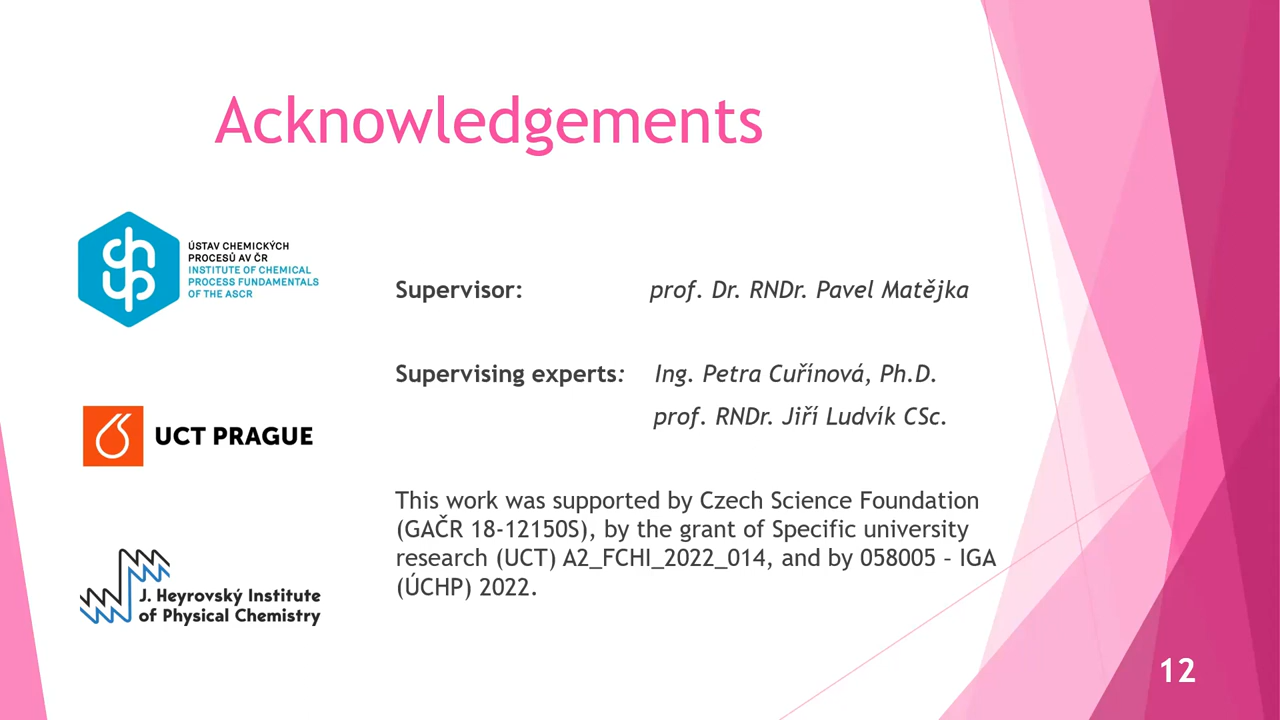 Acknowledgements
ÚSTAV CHEMICKÝCH
PROCESŮ AV ČR
INSTITUTE OF CHEMICAL
PROCESS FUNDAMENTALS
OF THE ASCR
Supervisor: prof. Dr. RNDr. Pavel Matějka
Supervising experts: Ing. Petra Cuřínová, Ph.D.
prof. RNDr. Jiří Ludvík CSc.
UCT PRAGUE
This work was supported by Czech Science Foundation
(GAČR 18-12150S), by the grant of Specific university
research (UCT) A2_FCHI_2022_014, and by 058005 – IGA
(ÚCHP) 2022.
J. Heyrovský Institute
of Physical Chemistry
12